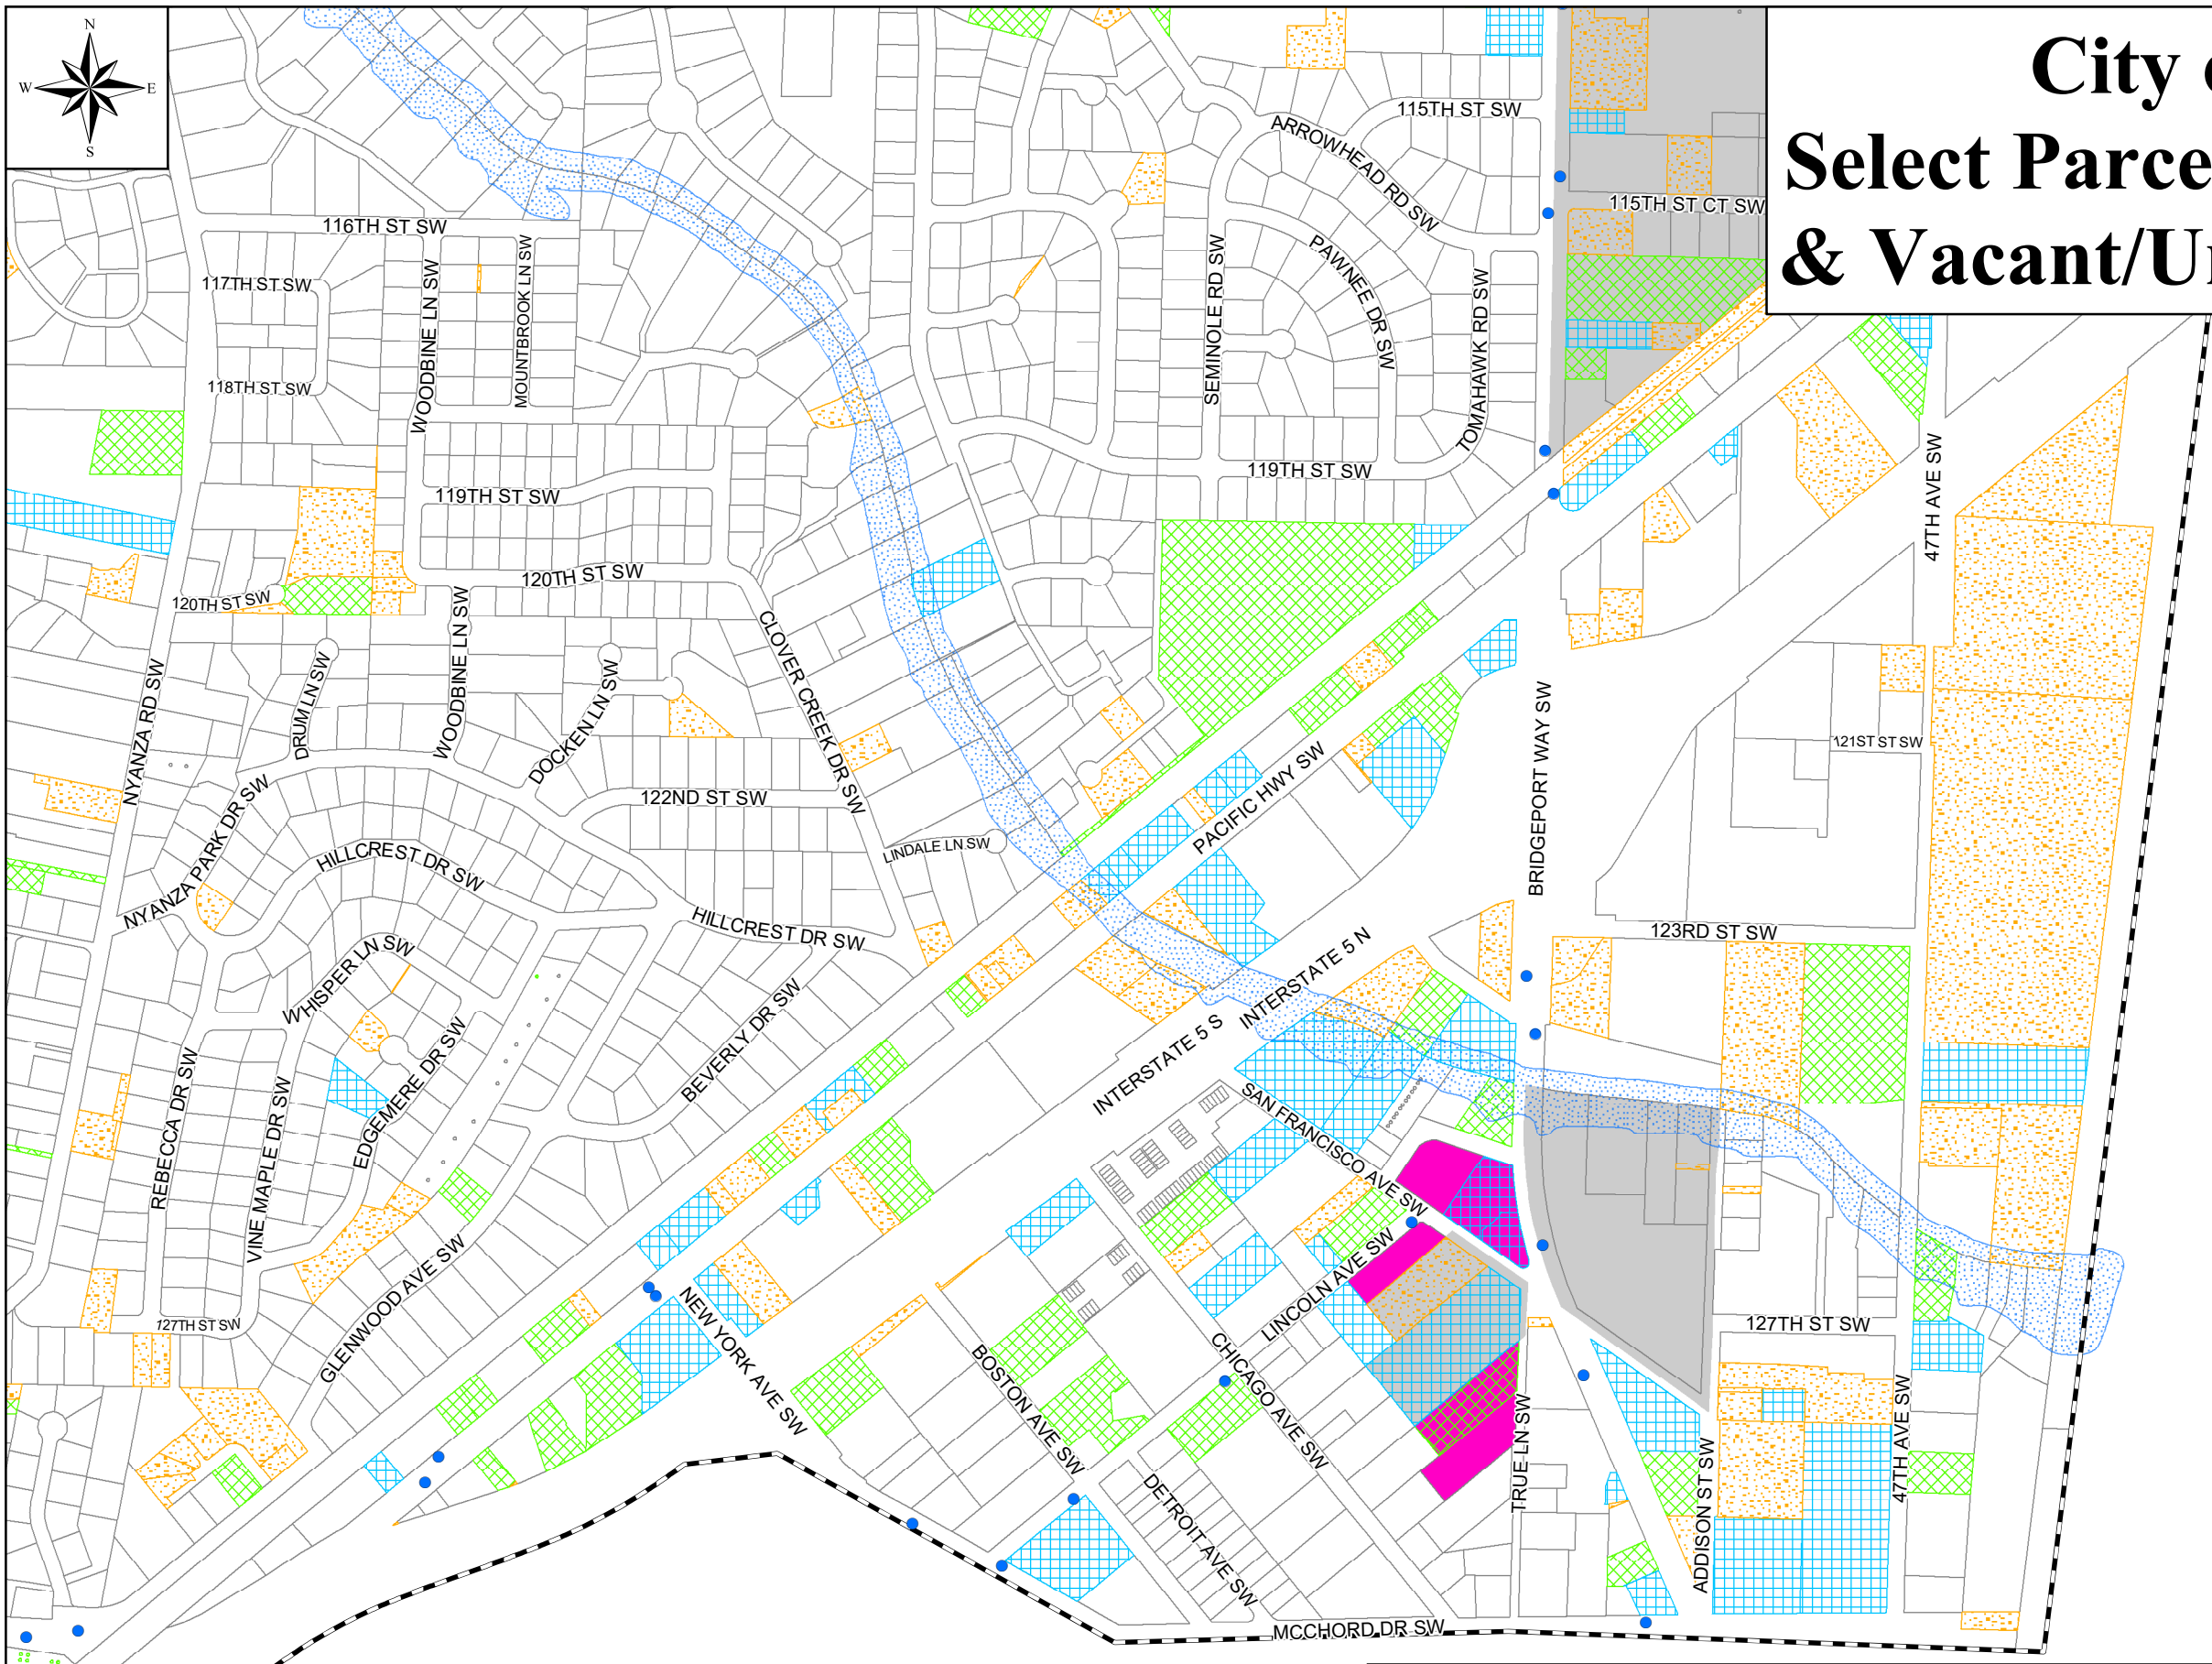 N
W E
S
City
Select Parce
& Vacant/U
115TH ST SW
ARROWHEAD RD SW
115TH ST CT SW
116TH ST SW
117TH ST SW
WOODBINE LN SW
MOUNTBROOK LN SW
SEMINOLE RD SW
PAWNEE DR SW
TOMAHAWK RD SW
118TH ST SW
119TH ST SW
119TH ST SW
47TH AVE SW
120TH ST SW
120TH ST SW
WOODBINE LN SW
CLOVER CREEK DR SW
NYANZA RD SW
DRUM LN SW
DOCKEN LN SW
BRIDGEPORT WAY SW
121ST ST SW
122ND ST SW
PACIFIC HWY SW
NYANZA PARK DR SW
HILLCREST DR SW
LINDALE LN SW
HILLCREST DR SW
123RD ST SW
WHISPER LN SW
INTERSTATE 5 N
INTERSTATE 5 S
BEVERLY DR SW
EDGEMERE DR SW
REBECCA DR SW
VINE MAPLE DR SW
SAN FRANCISCO AVE SW
LINCOLN AVE SW
GLENWOOD AVE SW
127TH ST SW
127TH ST SW
NEW YORK AVE SW
BOSTON AVE SW
CHICAGO AVE SW
DETROIT AVE SW
TRUE LN SW
ADDISON ST SW
47TH AVE SW
MCCHORD DR SW